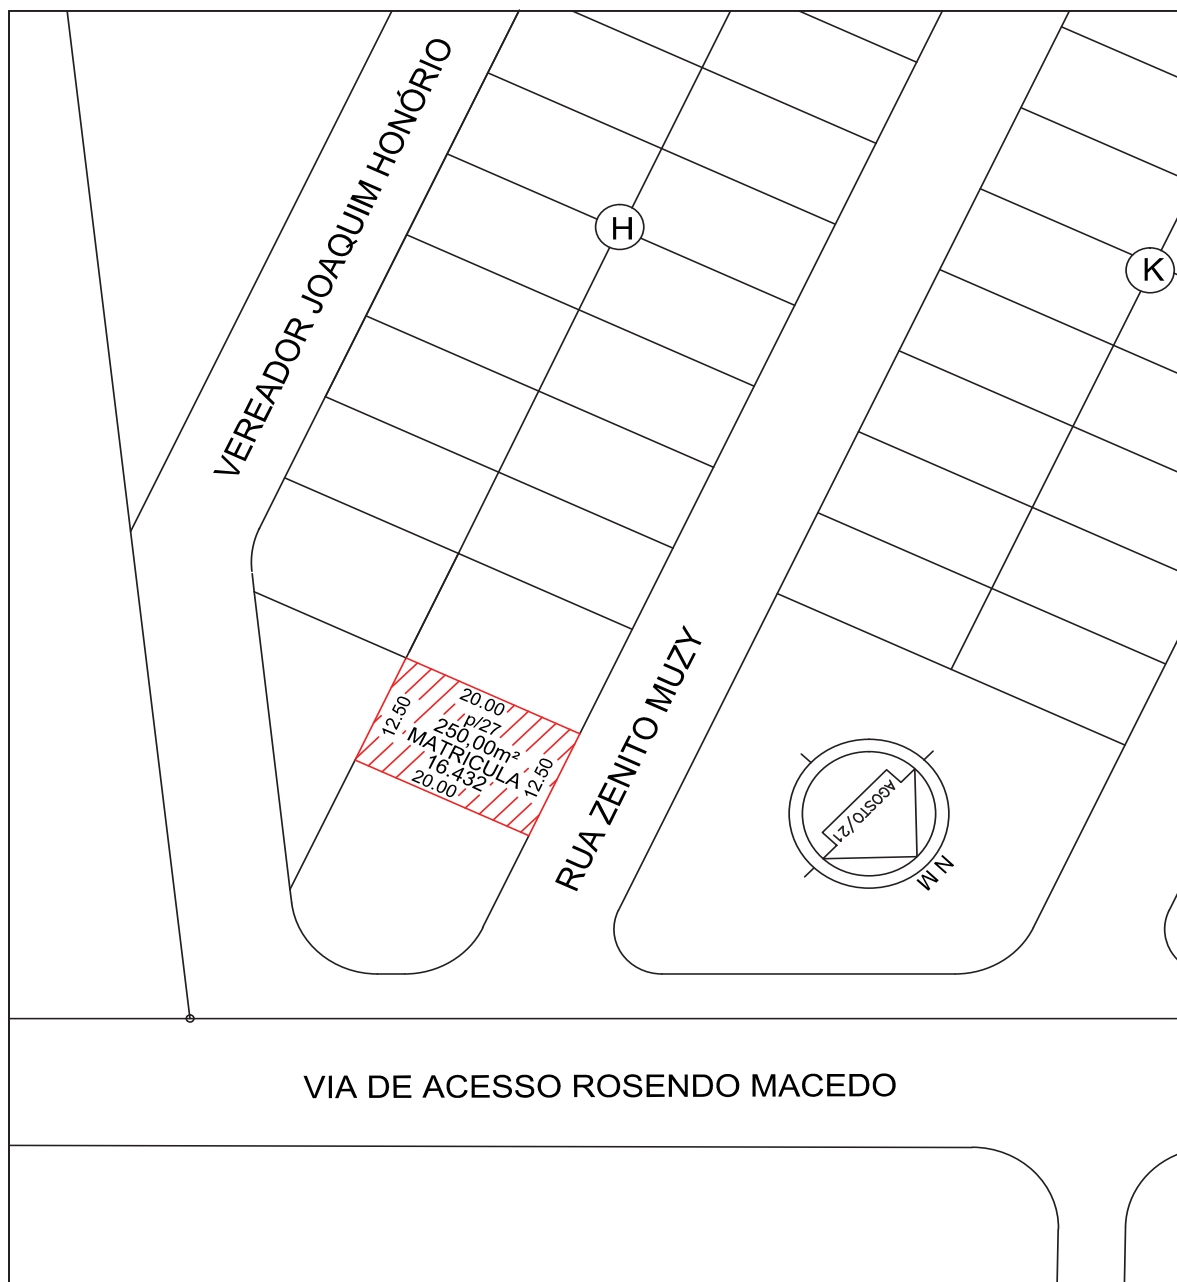 VEREADOR JOAQUIM HONÓRIO
H
K
20.00
12.50
p/27
250,00m²
MATRICULA
16.432
12.50
20.00
RUA ZENITO MUZY
AGOSTO/21
N M
VIA DE ACESSO ROSENDO MACEDO